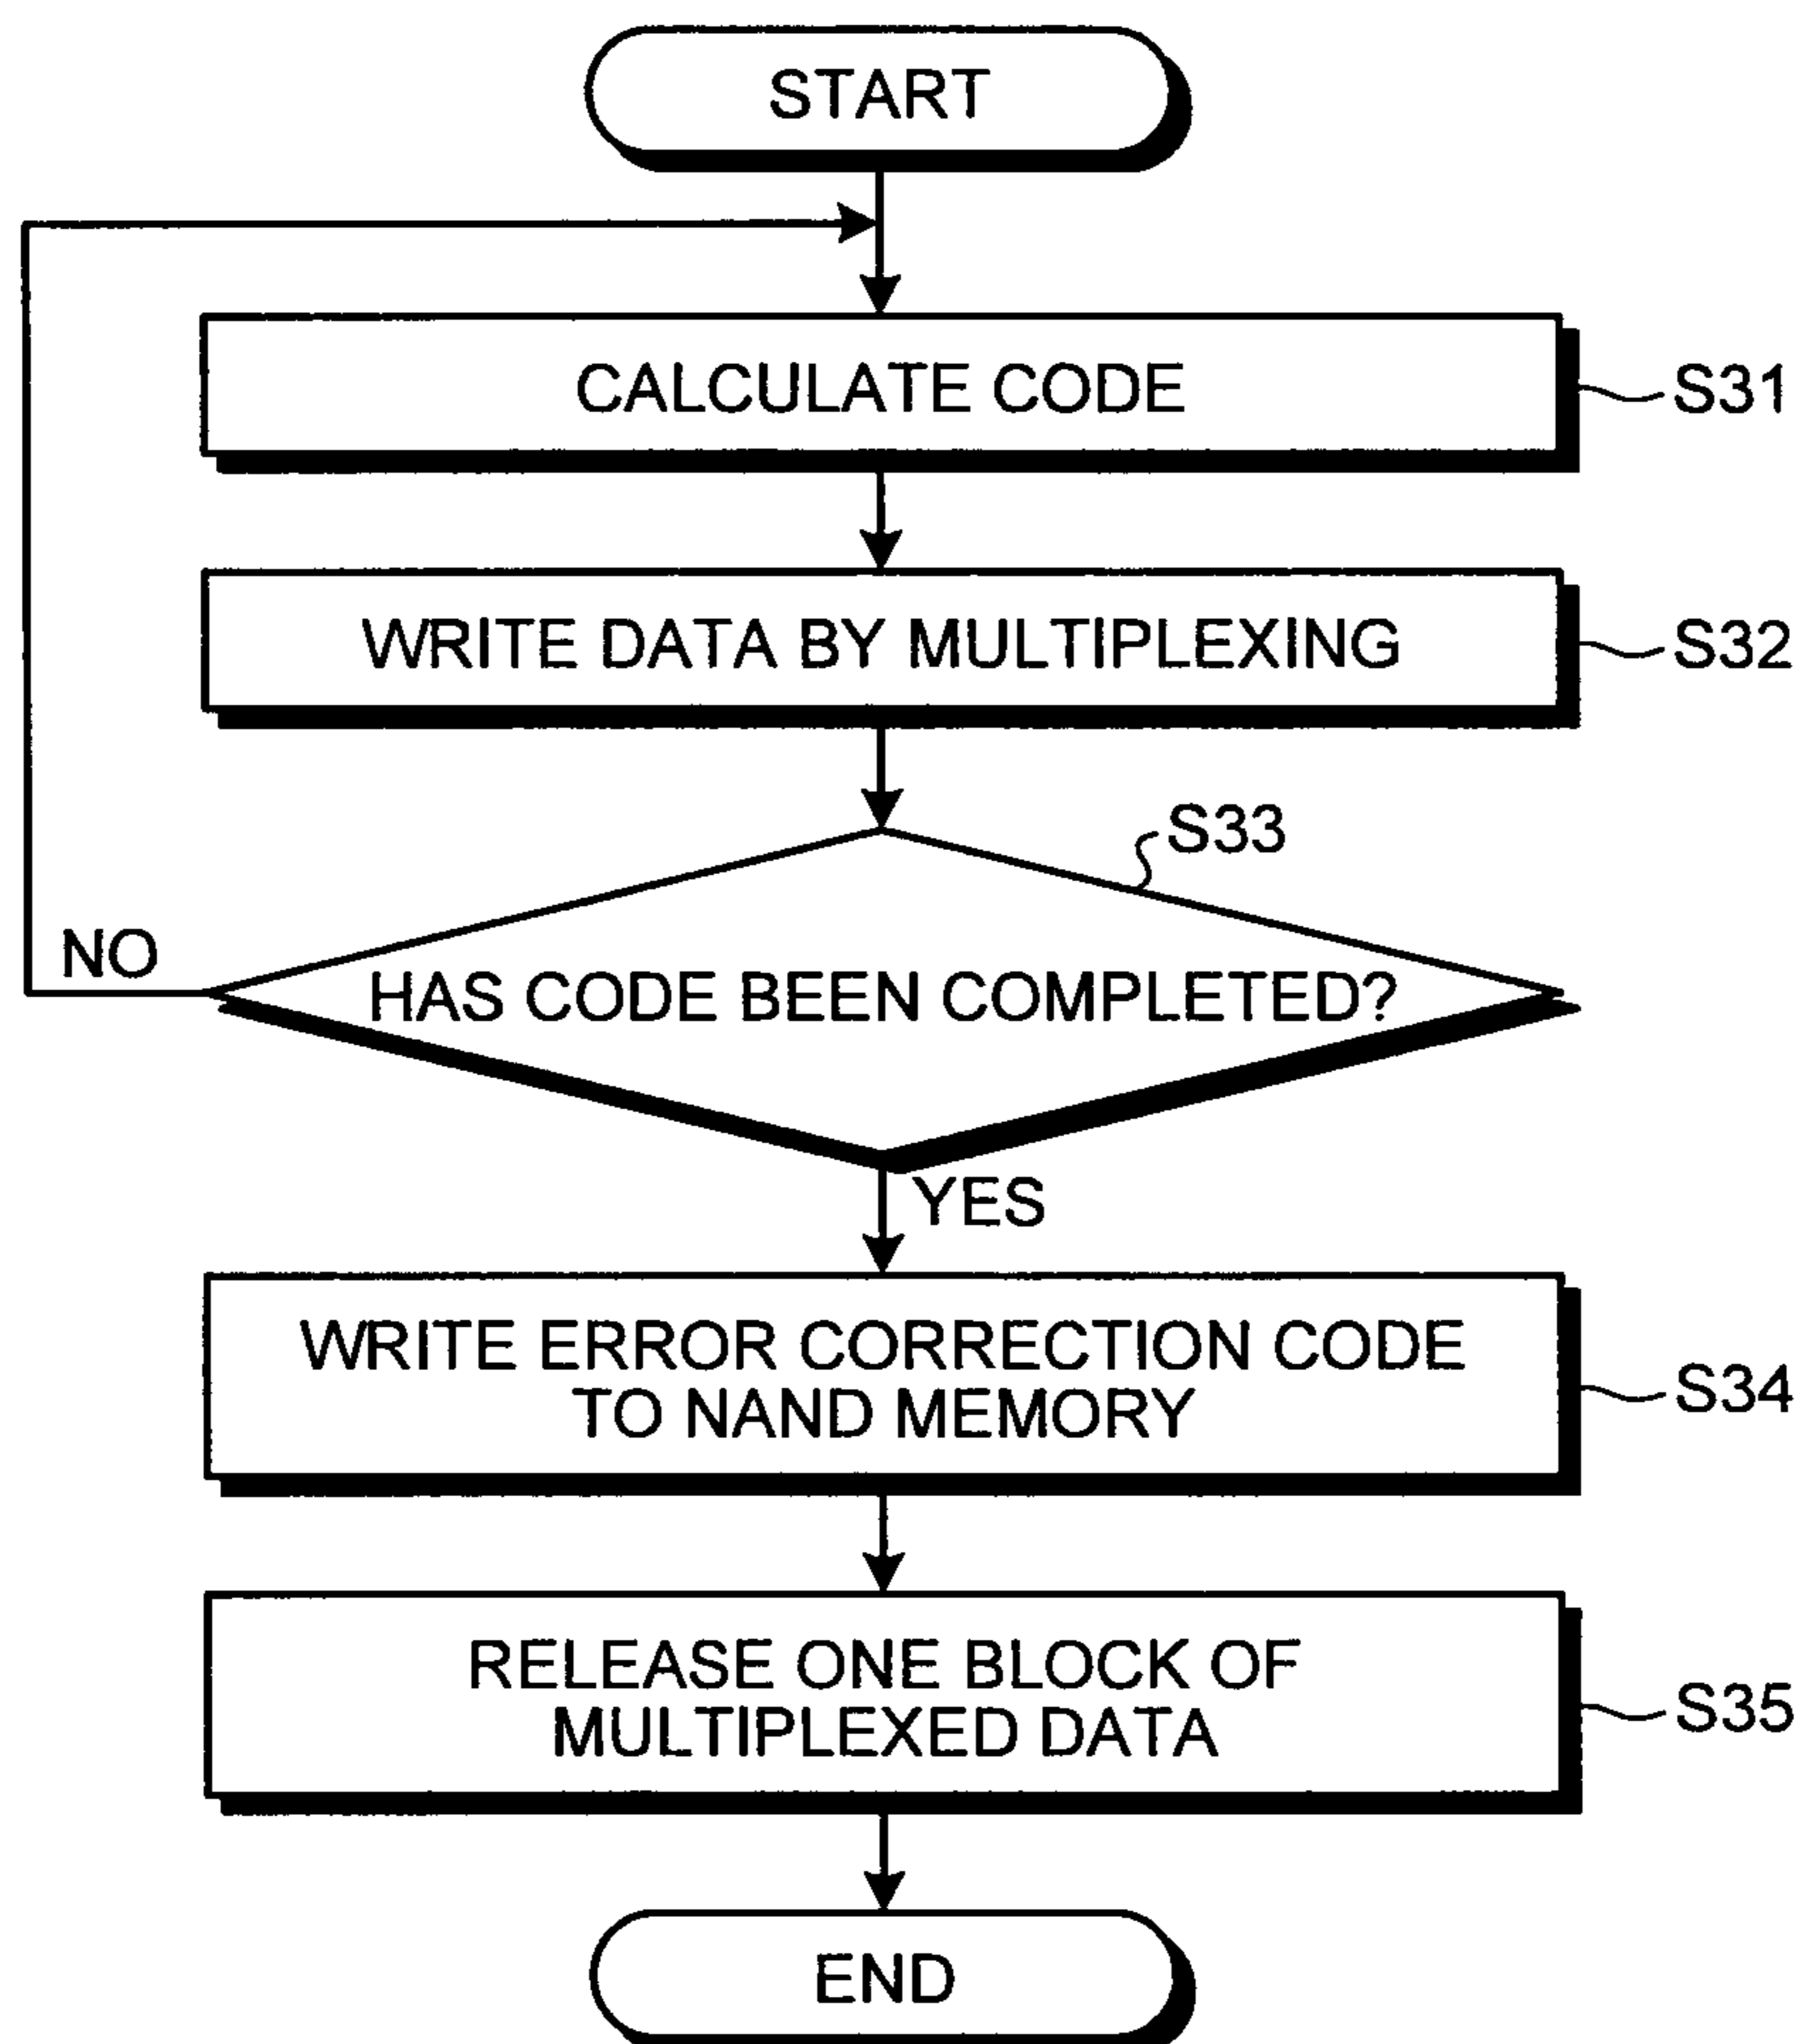 START
CALCULATE CODE
S31
WRITE DATA BY MULTIPLEXING
S32
S33
NO
HAS CODE BEEN COMPLETED?
YES
WRITE ERROR CORRECTION CODE
TO NAND MEMORY
S34
RELEASE ONE BLOCK OF
MULTIPLEXED DATA
S35
END